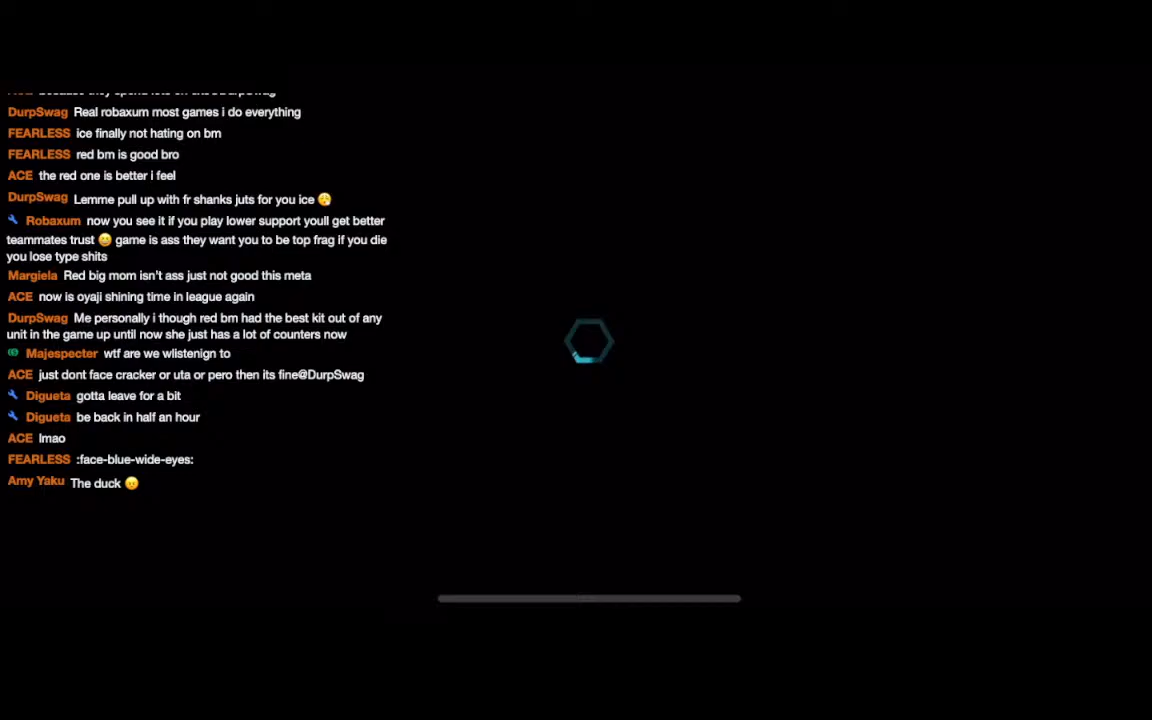 DurpSwag Real robaxum most games i do everything
FEARLESS ice finally not hating on bm
FEARLESS red bm is good bro
ACE the red one is better i feel
DurpSwag Lemme pull up with fr shanks juts for you ice 😚
Robaxum now you see it if you play lower support youll get better
teammates trust 😆 game is ass they want you to be top frag if you die
you lose type shits
Margiela Red big mom isn't ass just not good this meta
ACE now is oyaji shining time in league again
DurpSwag Me personally i though red bm had the best kit out of any
unit in the game up until now she just has a lot of counters now
Majespecter wtf are we wlistenign to
ACE just dont face cracker or uta or pero then its fine@DurpSwag
Digueta gotta leave for a bit
Digueta be back in half an hour
ACE lmao
FEARLESS :face-blue-wide-eyes:
Amy Yaku The duck 😠